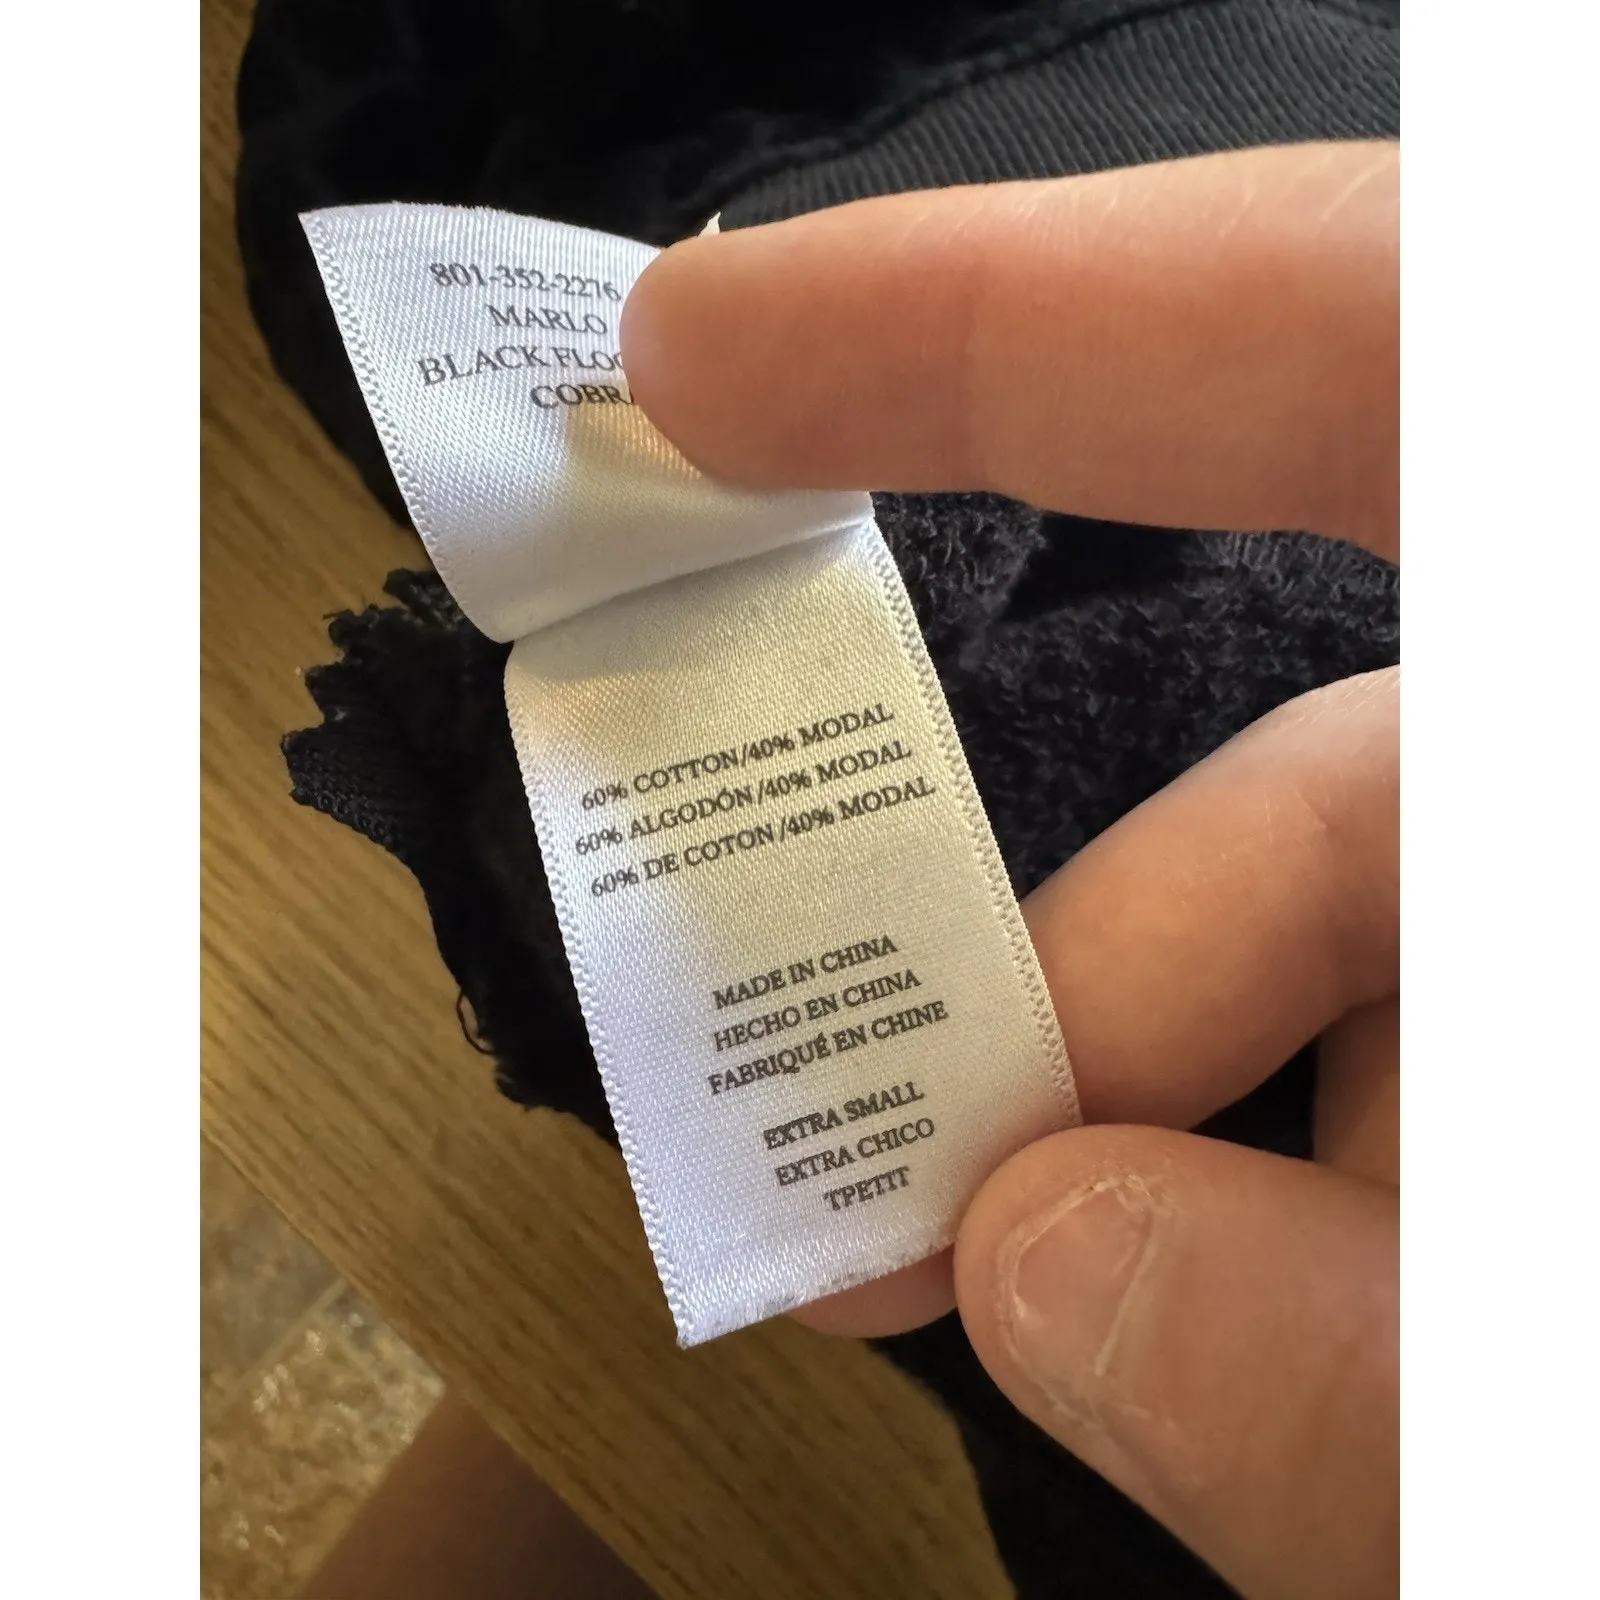 801-352-2276
MARLO
BLACK
60% COTTON/40% MODAL
60% ALGODÓN/40% MODAL
60% DE COTON/40% MODAL
MADE IN CHINA
HECHO EN CHINA
FABRIQUÉ EN CHINE
EXTRA SMALL
EXTRA CHICO
TPETIT